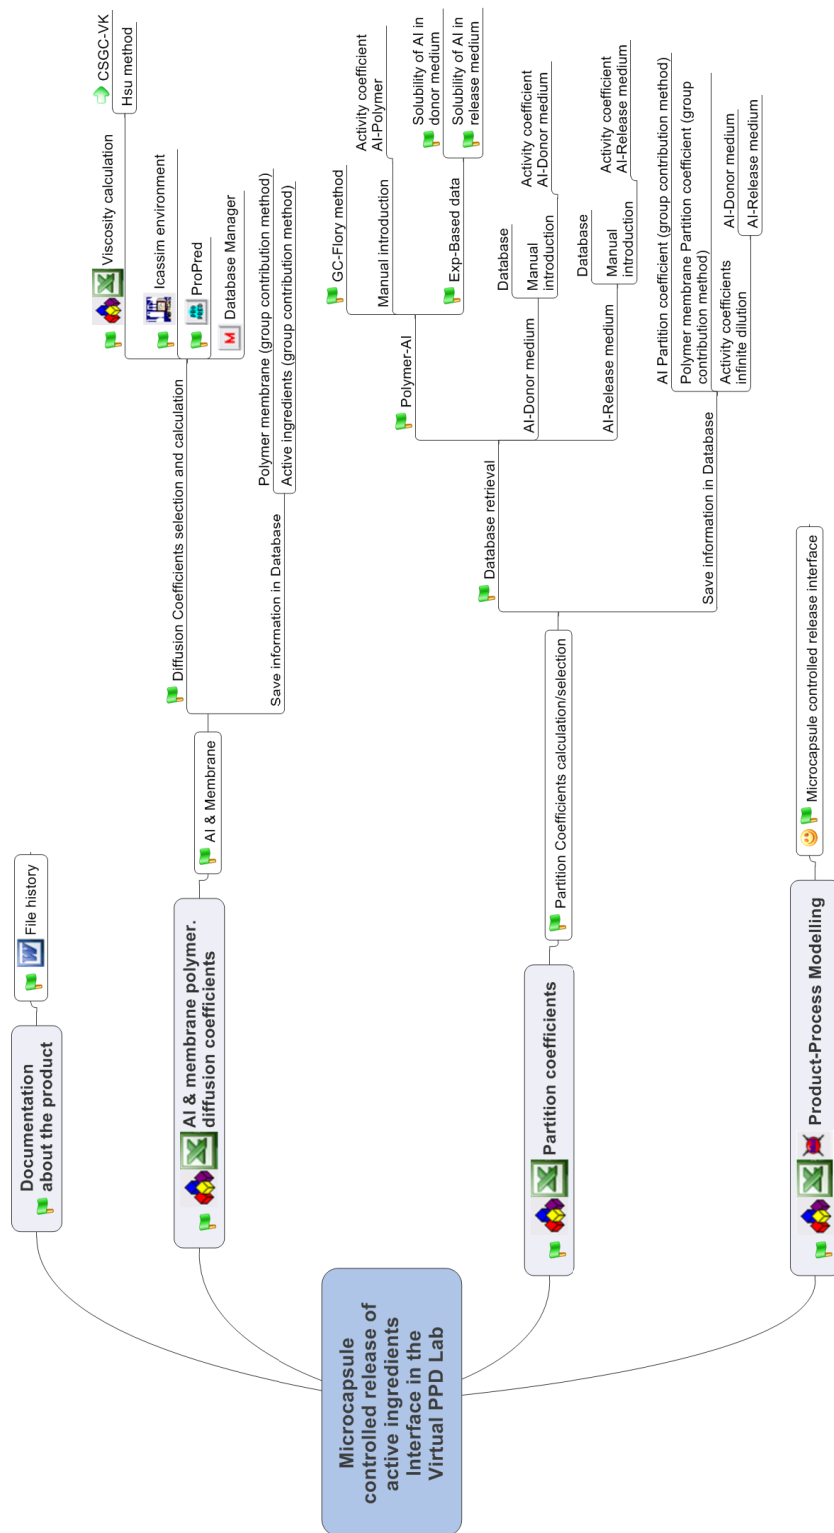 Microcapsule
controlled release of
active ingredients
Interface in the
Virtual PPD Lab
Documentation
about the product
File history
AI & membrane polymer.
diffusion coefficients
AI & Membrane
Diffusion Coefficients selection and calculation
Viscosity calculation
CSGC-VK
Hsu method
Icassim environment
ProPred
Database Manager
Save information in Database
Polymer membrane (group contribution method)
Active ingredients (group contribution method)
Partition coefficients
Partition Coefficients calculation/selection
Database retrieval
Polymer-AI
GC-Flory method
Manual introduction
Activity coefficient
AI-Polymer
Exp-Based data
Solubility of AI in
donor medium
Solubility of AI in
release medium
AI-Donor medium
Database
Manual
introduction
Activity coefficient
AI-Donor medium
AI-Release medium
Database
Manual
introduction
Activity coefficient
AI-Release medium
Save information in Database
AI Partition coefficient (group contribution method)
Polymer membrane Partition coefficient (group
contribution method)
Activity coefficients
infinite dilution
AI-Donor medium
AI-Release medium
Product-Process Modelling
Microcapsule controlled release interface